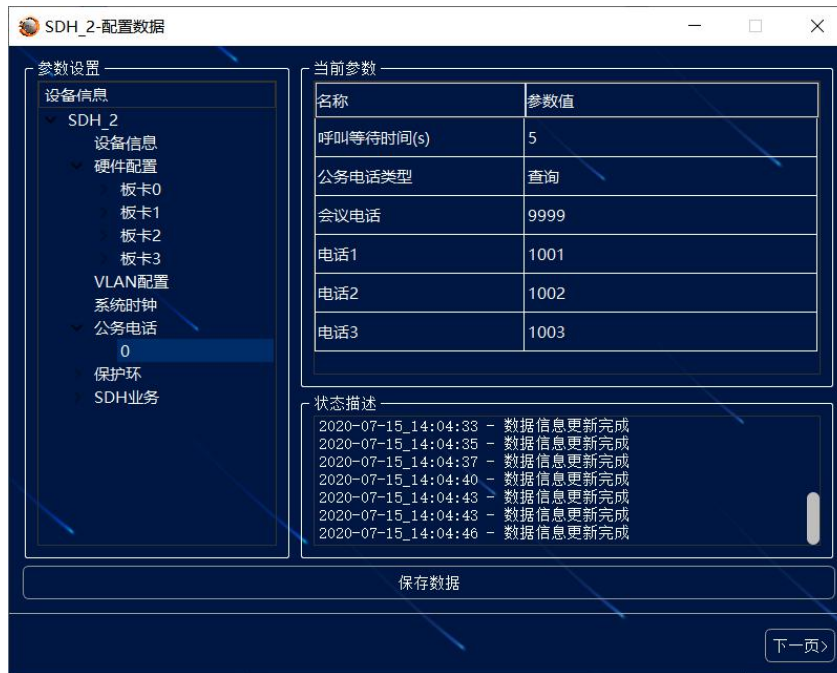 SDH_2-配置数据
参数设置
设备信息
SDH_2
设备信息
硬件配置
板卡0
板卡1
板卡2
板卡3
VLAN配置
系统时钟
公务电话
0
保护环
SDH业务
当前参数
名称 参数值
呼叫等待时间(s) 5
公务电话类型 查询
会议电话 9999
电话1 1001
电话2 1002
电话3 1003
状态描述
2020-07-15_14:04:33 - 数据信息更新完成
2020-07-15_14:04:35 - 数据信息更新完成
2020-07-15_14:04:37 - 数据信息更新完成
2020-07-15_14:04:40 - 数据信息更新完成
2020-07-15_14:04:43 - 数据信息更新完成
2020-07-15_14:04:43 - 数据信息更新完成
2020-07-15_14:04:46 - 数据信息更新完成
保存数据
下一页>